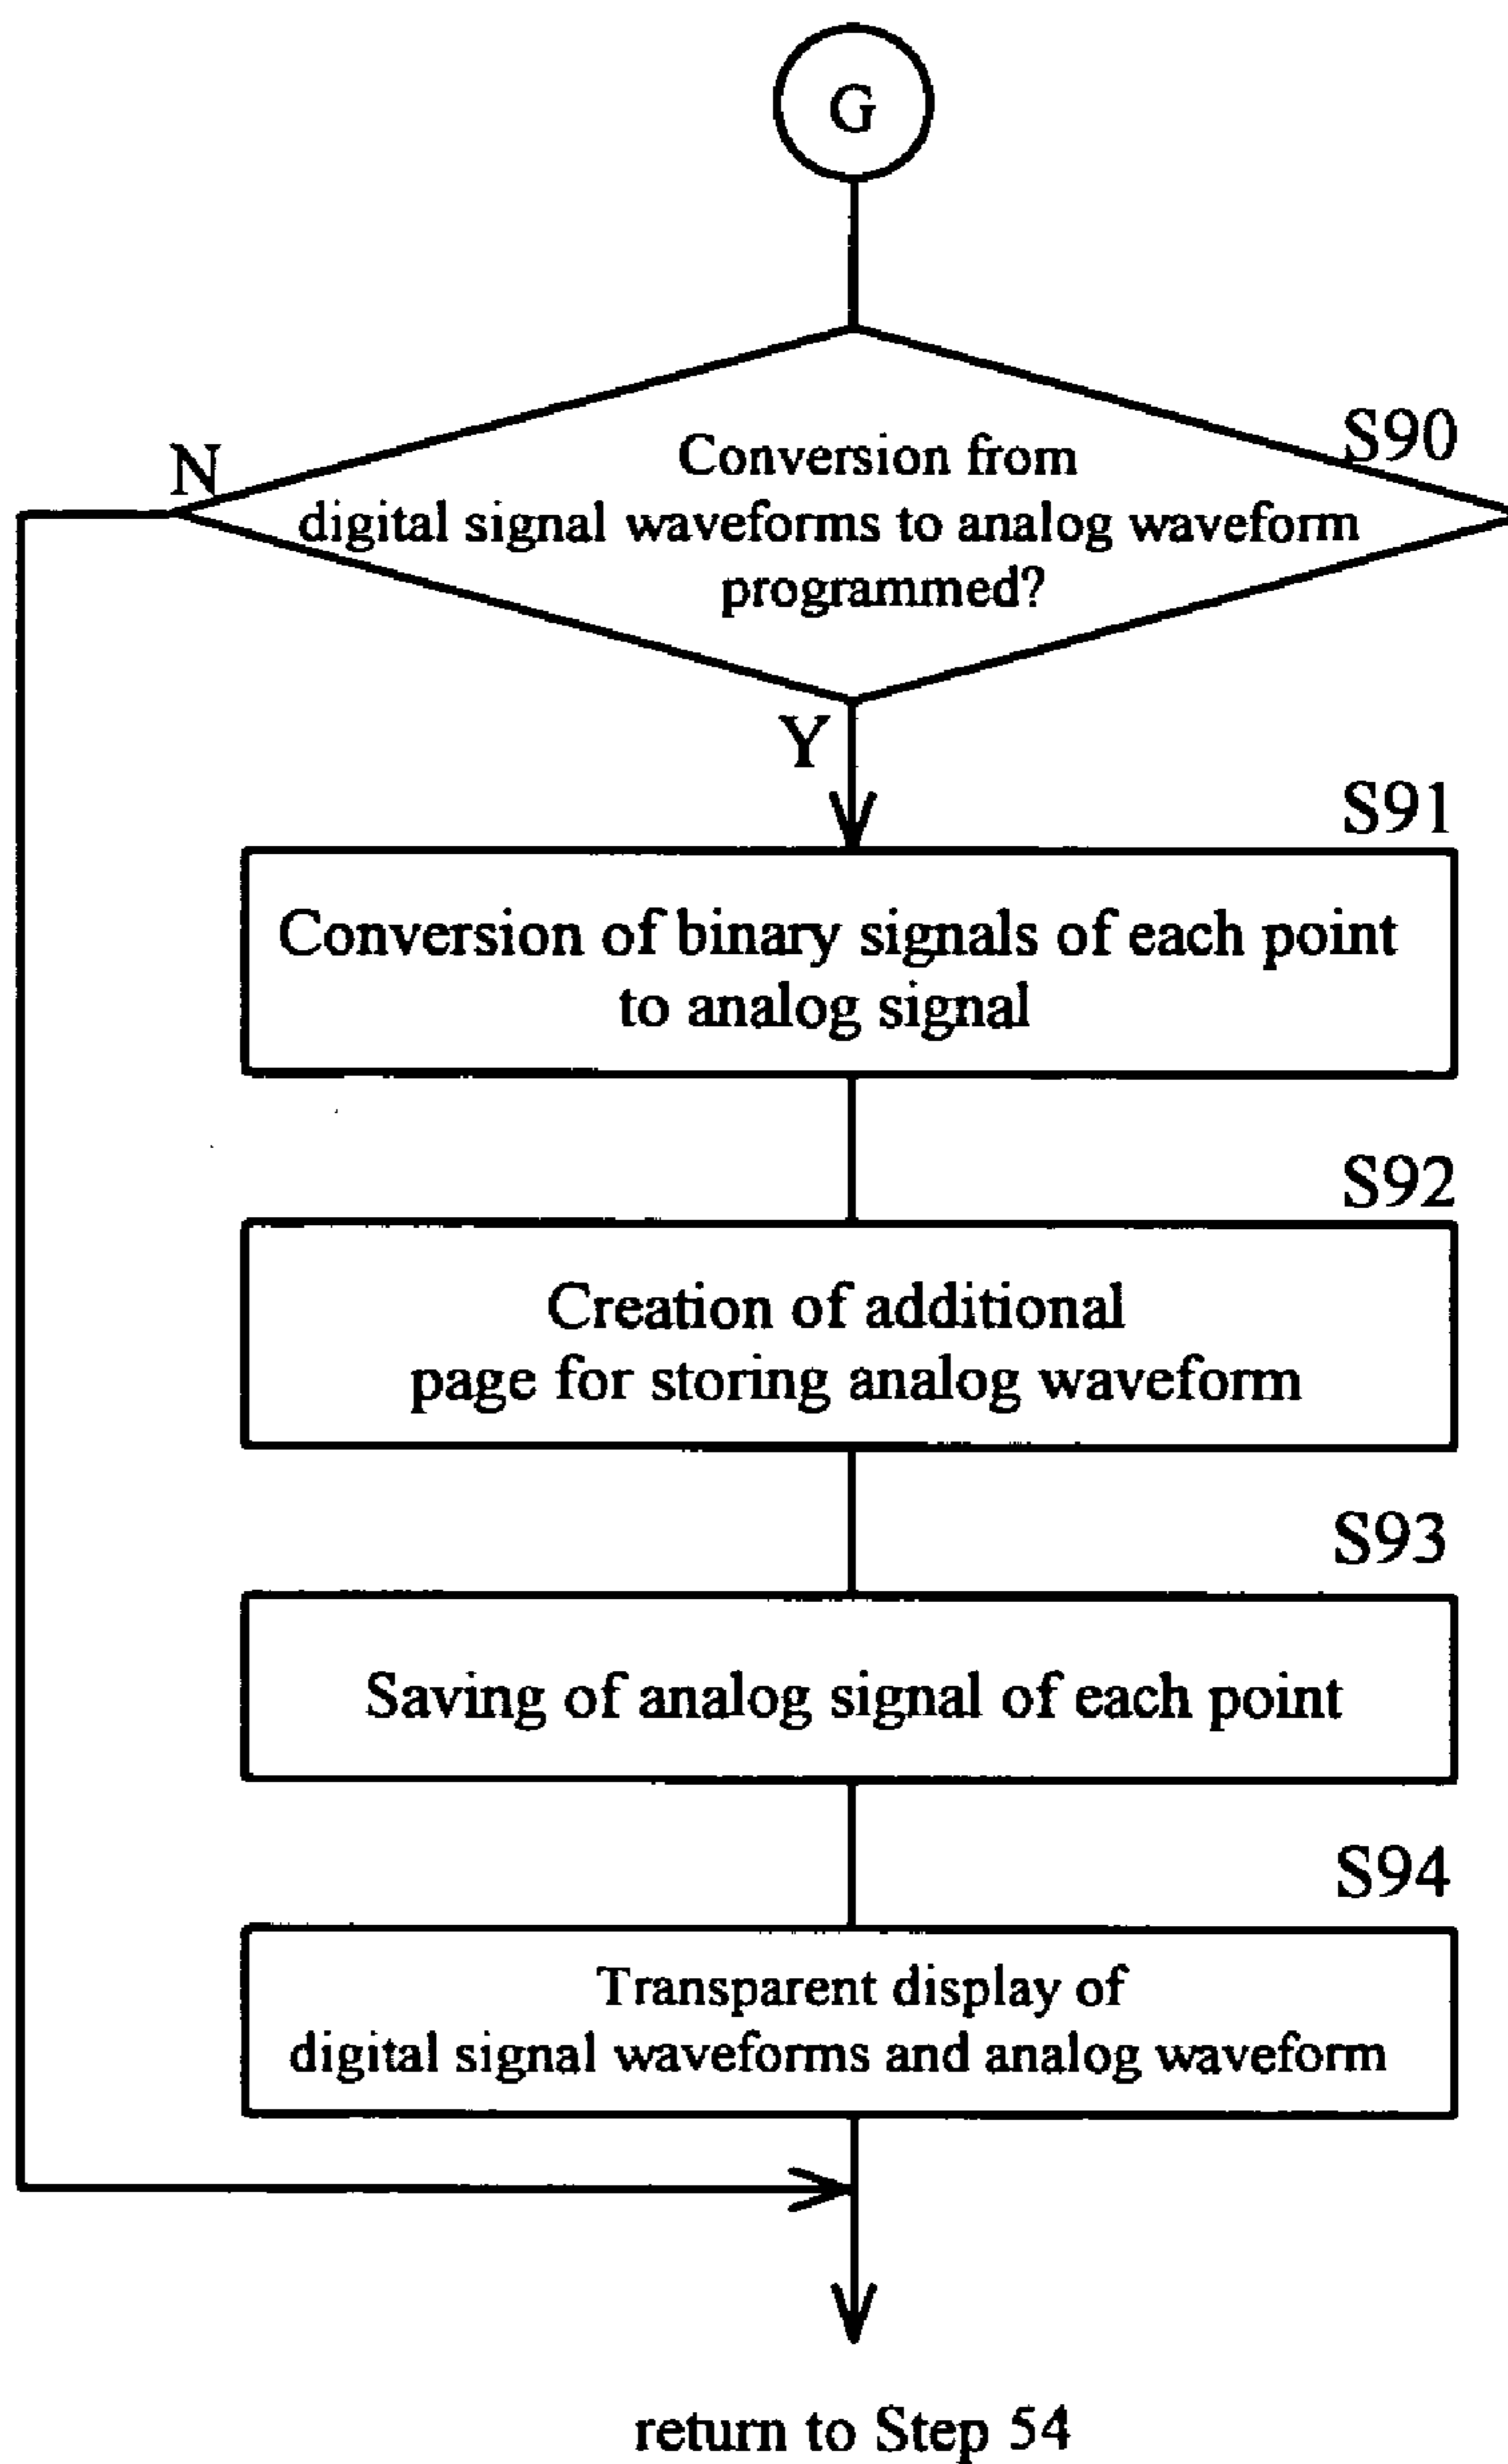 G
S90
N
Conversion from
digital signal waveforms to analog waveform
programmed?
Y
S91
Conversion of binary signals of each point
to analog signal
S92
Creation of additional
page for storing analog waveform
S93
Saving of analog signal of each point
S94
Transparent display of
digital signal waveforms and analog waveform
return to Step 54